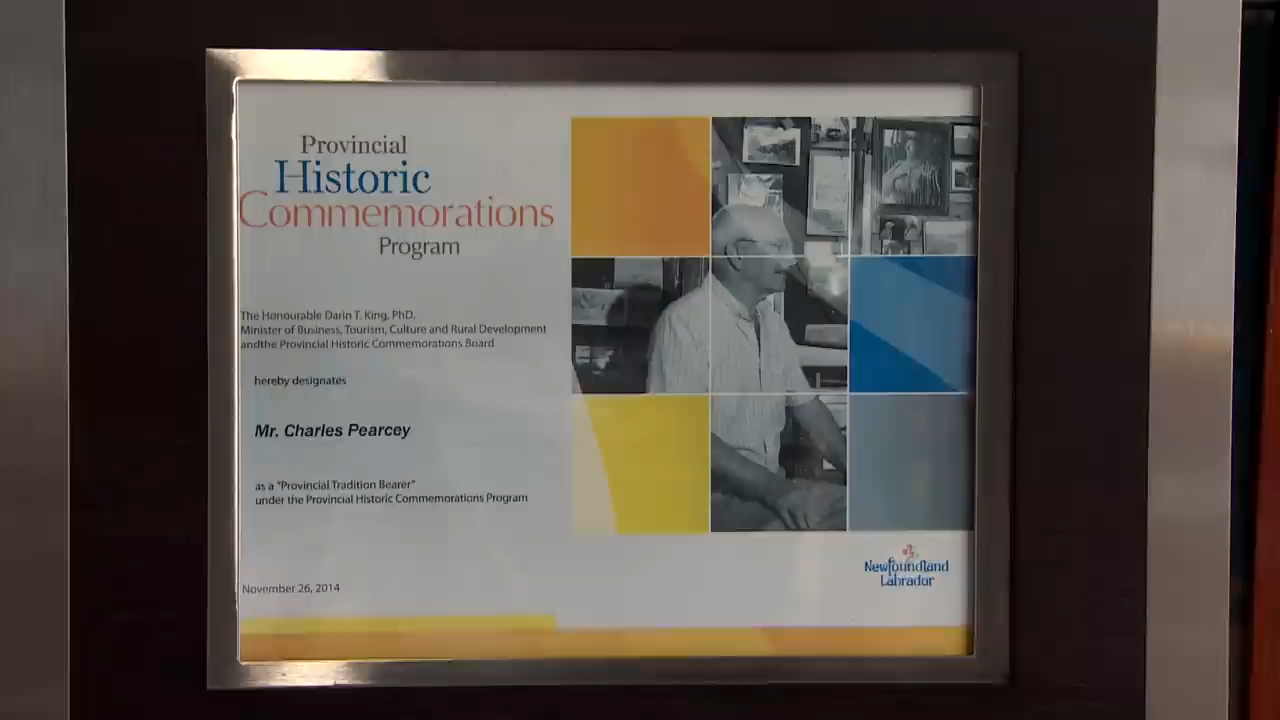 Provincial
Historic
Commemorations
Program
The Honourable Darin T. King, PhD.
Minister of Business, Tourism, Culture and Rural Development
andthe Provincial Historic Commemorations Board
hereby designates
Mr. Charles Pearcey
as a "Provincial Tradition Bearer"
under the Provincial Historic Commemorations Program
November 26, 2014
Newfoundland
Labrador